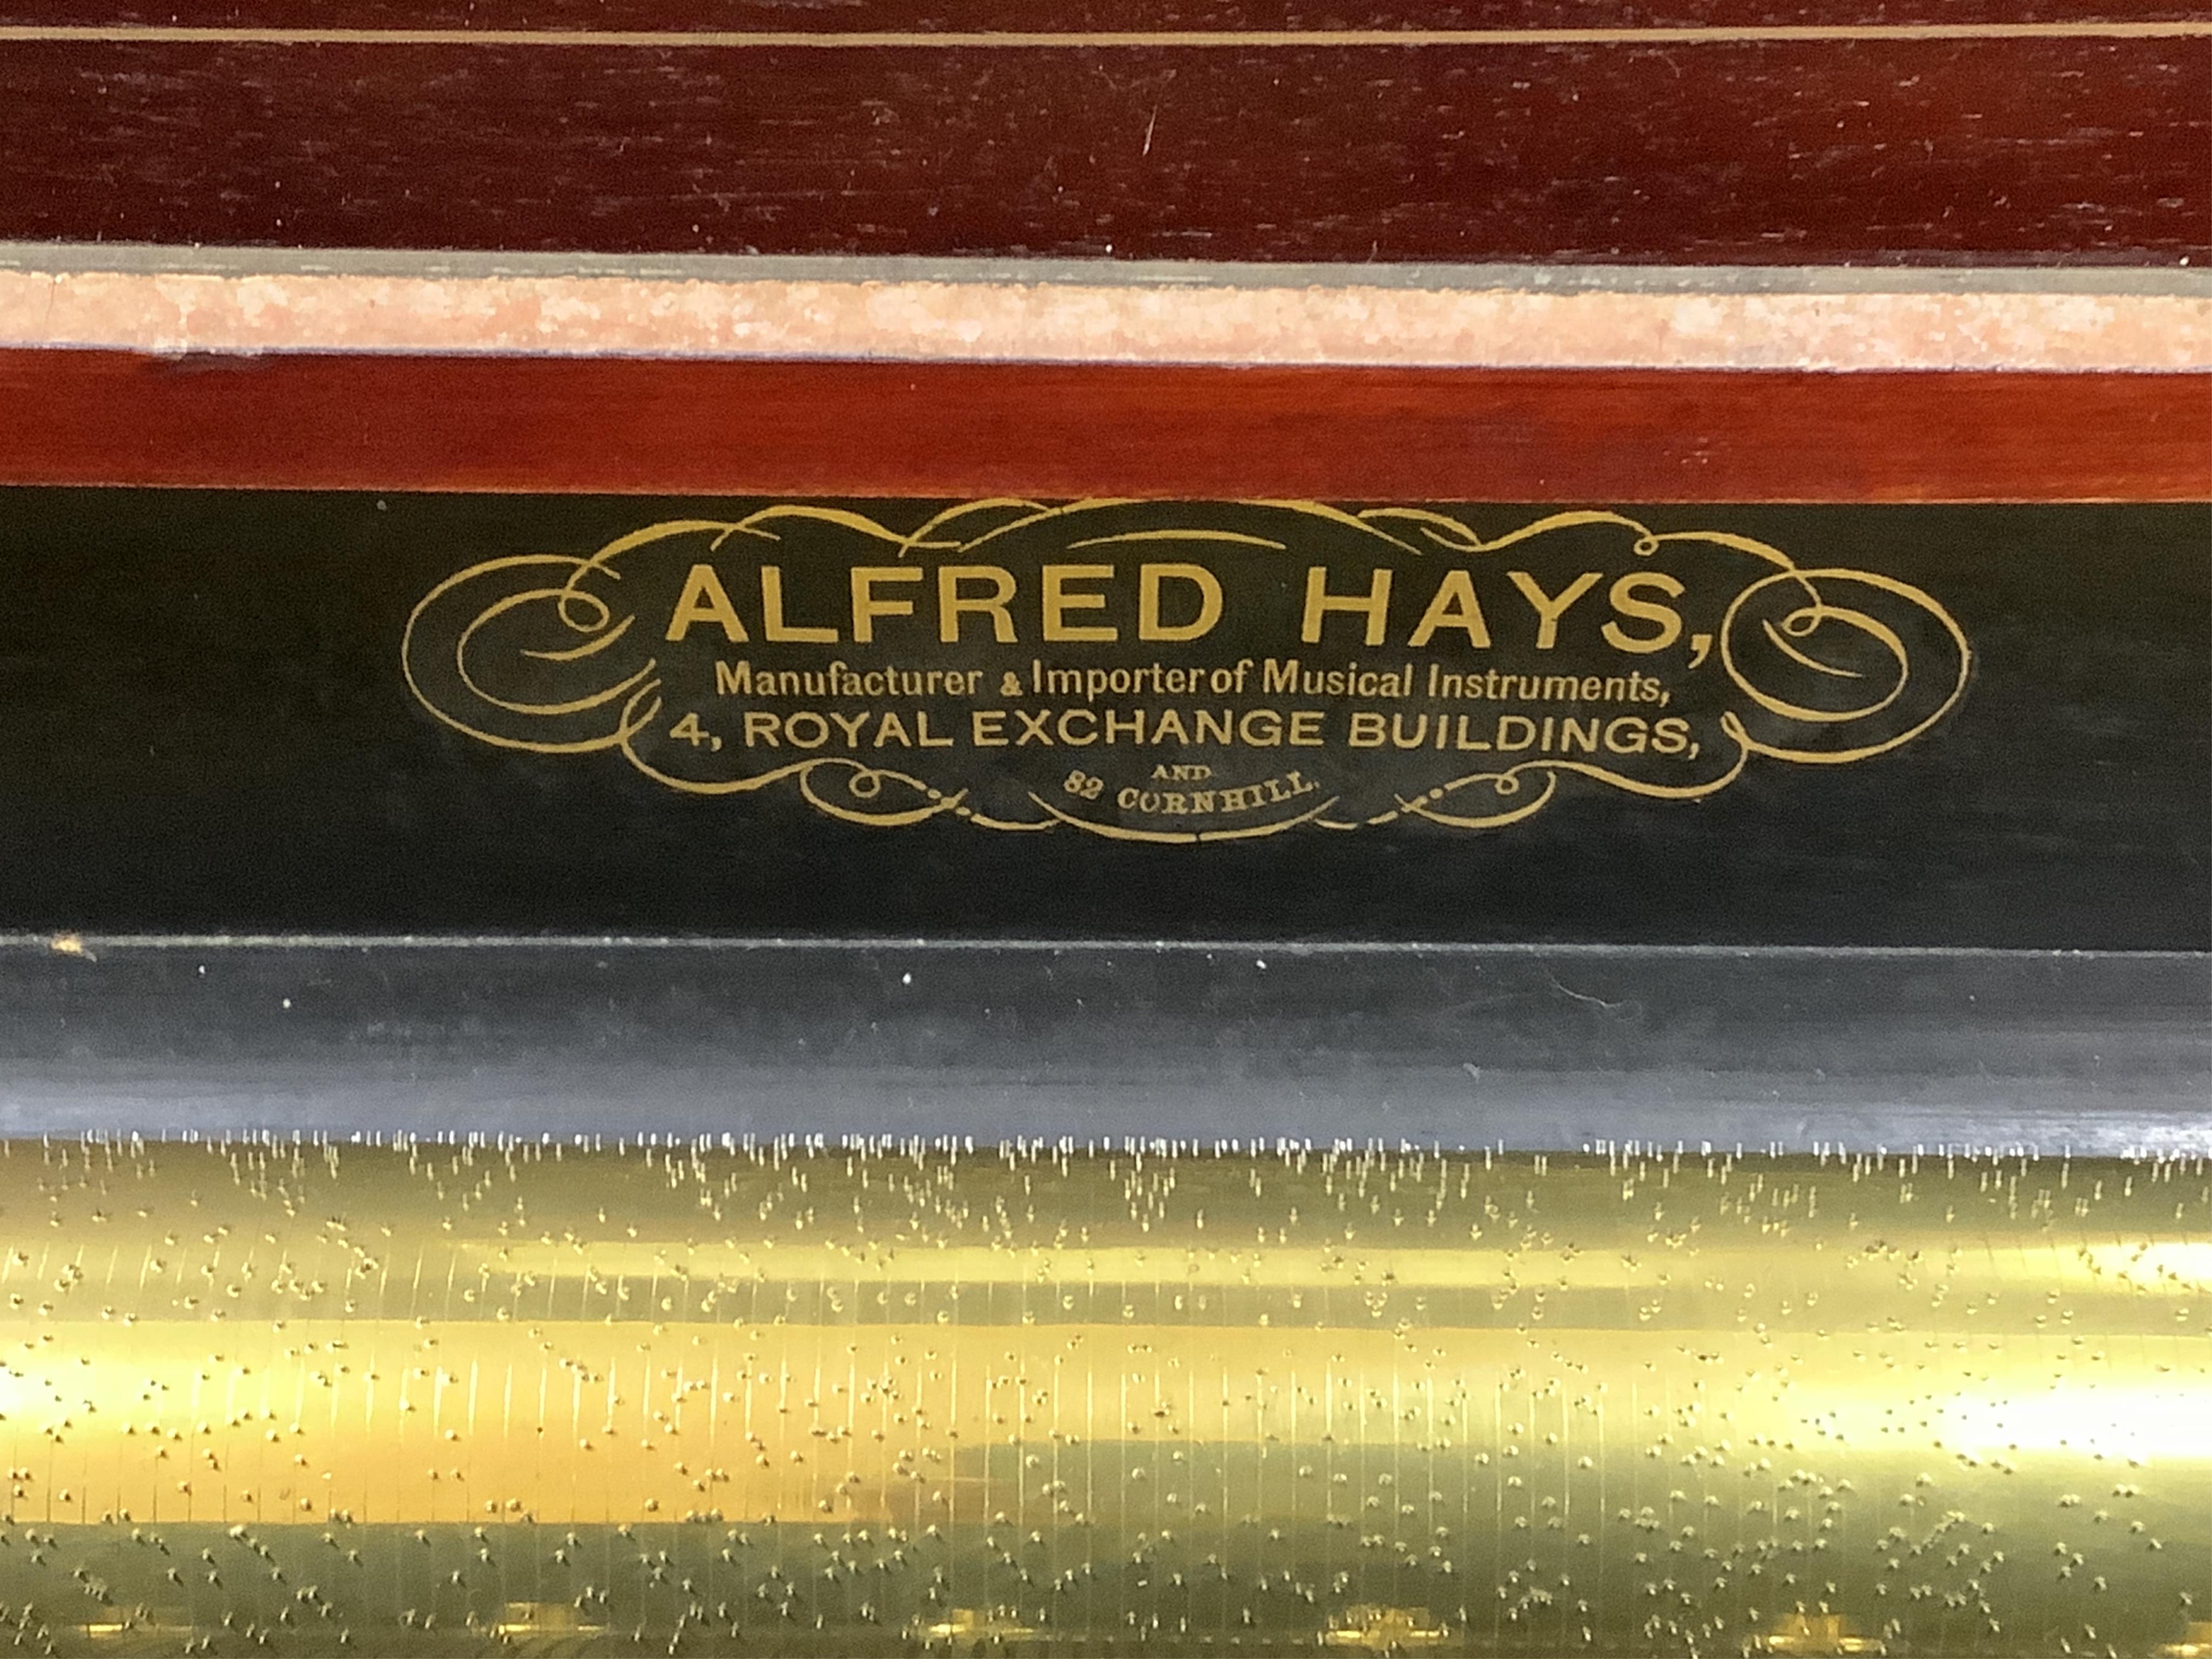 ALFRED HAYS,
Manufacturer & Importer of Musical Instruments,
4, ROYAL EXCHANGE BUILDINGS,
AND
82 CORNHILL.